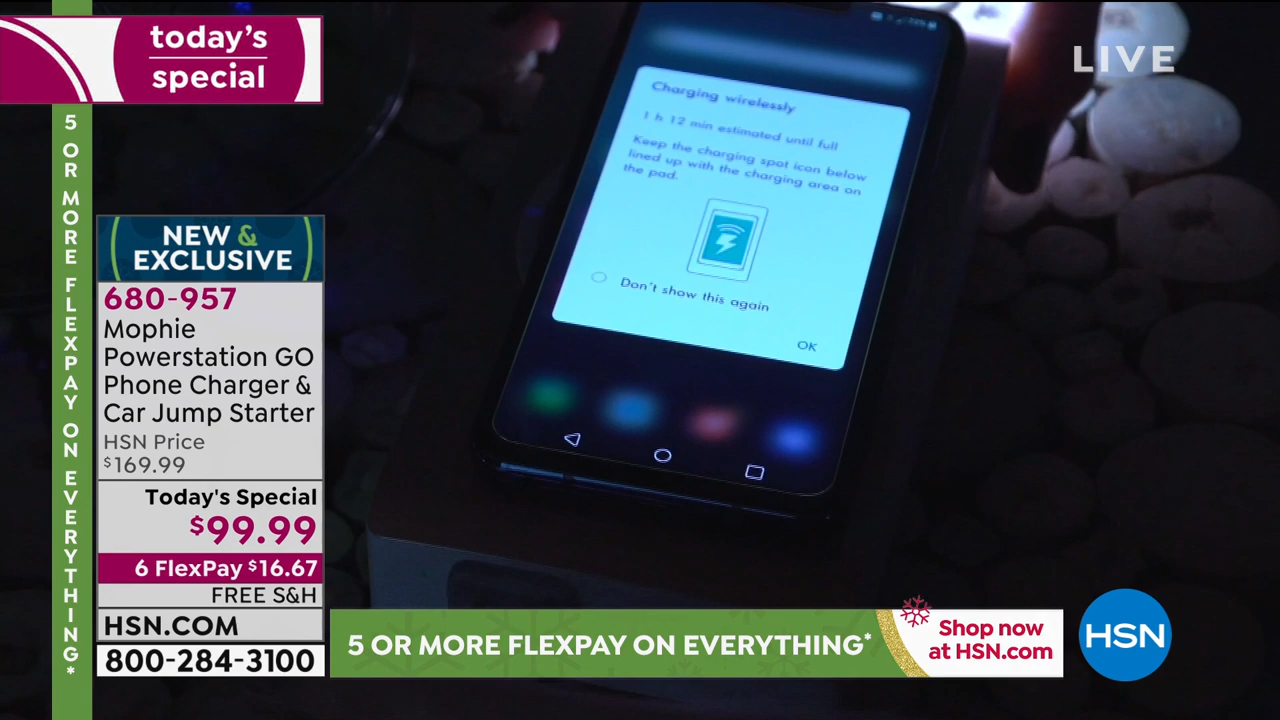 today's
special
LIVE
5 OR MORE FLEXPAY ON EVERYTHING*
NEW &
EXCLUSIVE
680-957
Mophie
Powerstation GO
Phone Charger &
Car Jump Starter
HSN Price
$169.99
Today's Special
$99.99
6 FlexPay $16.67
FREE S&H
HSN.COM
800-284-3100
Charging wirelessly
1 h 12 min estimated until full
Keep the charging spot icon below
lined up with the charging area on
the pad.
Don't show this again
OK
5 OR MORE FLEXPAY ON EVERYTHING*
Shop now
at HSN.com
HSN